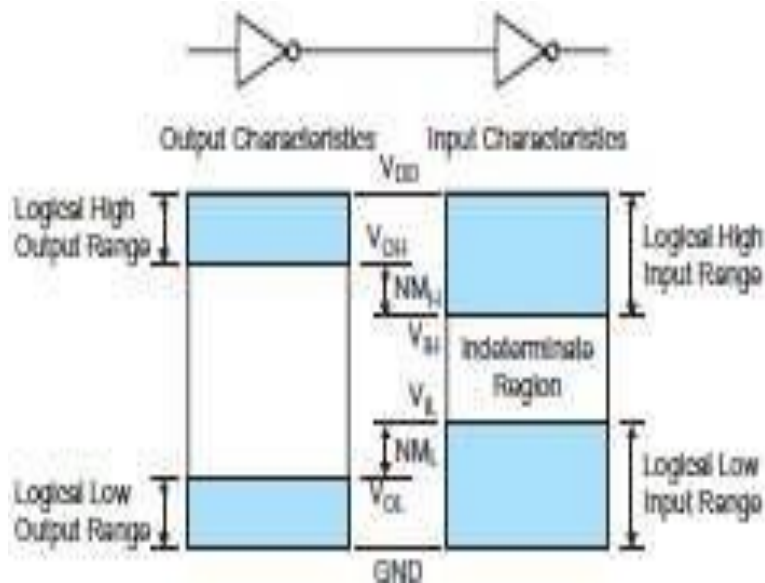 Output Characteristics
Input Characteristics
VDD
Logical High
Output Range
VOH
NMH
Logical High
Input Range
VIH
Indeterminate
Region
VIL
NML
Logical Low
Output Range
VOL
Logical Low
Input Range
GND